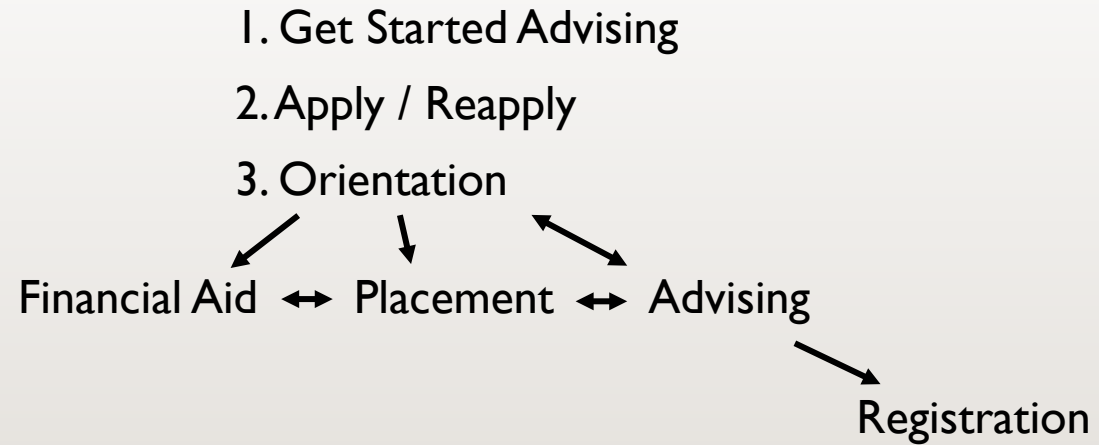 1. Get Started Advising
2. Apply / Reapply
3. Orientation
Financial Aid Placement Advising
Registration